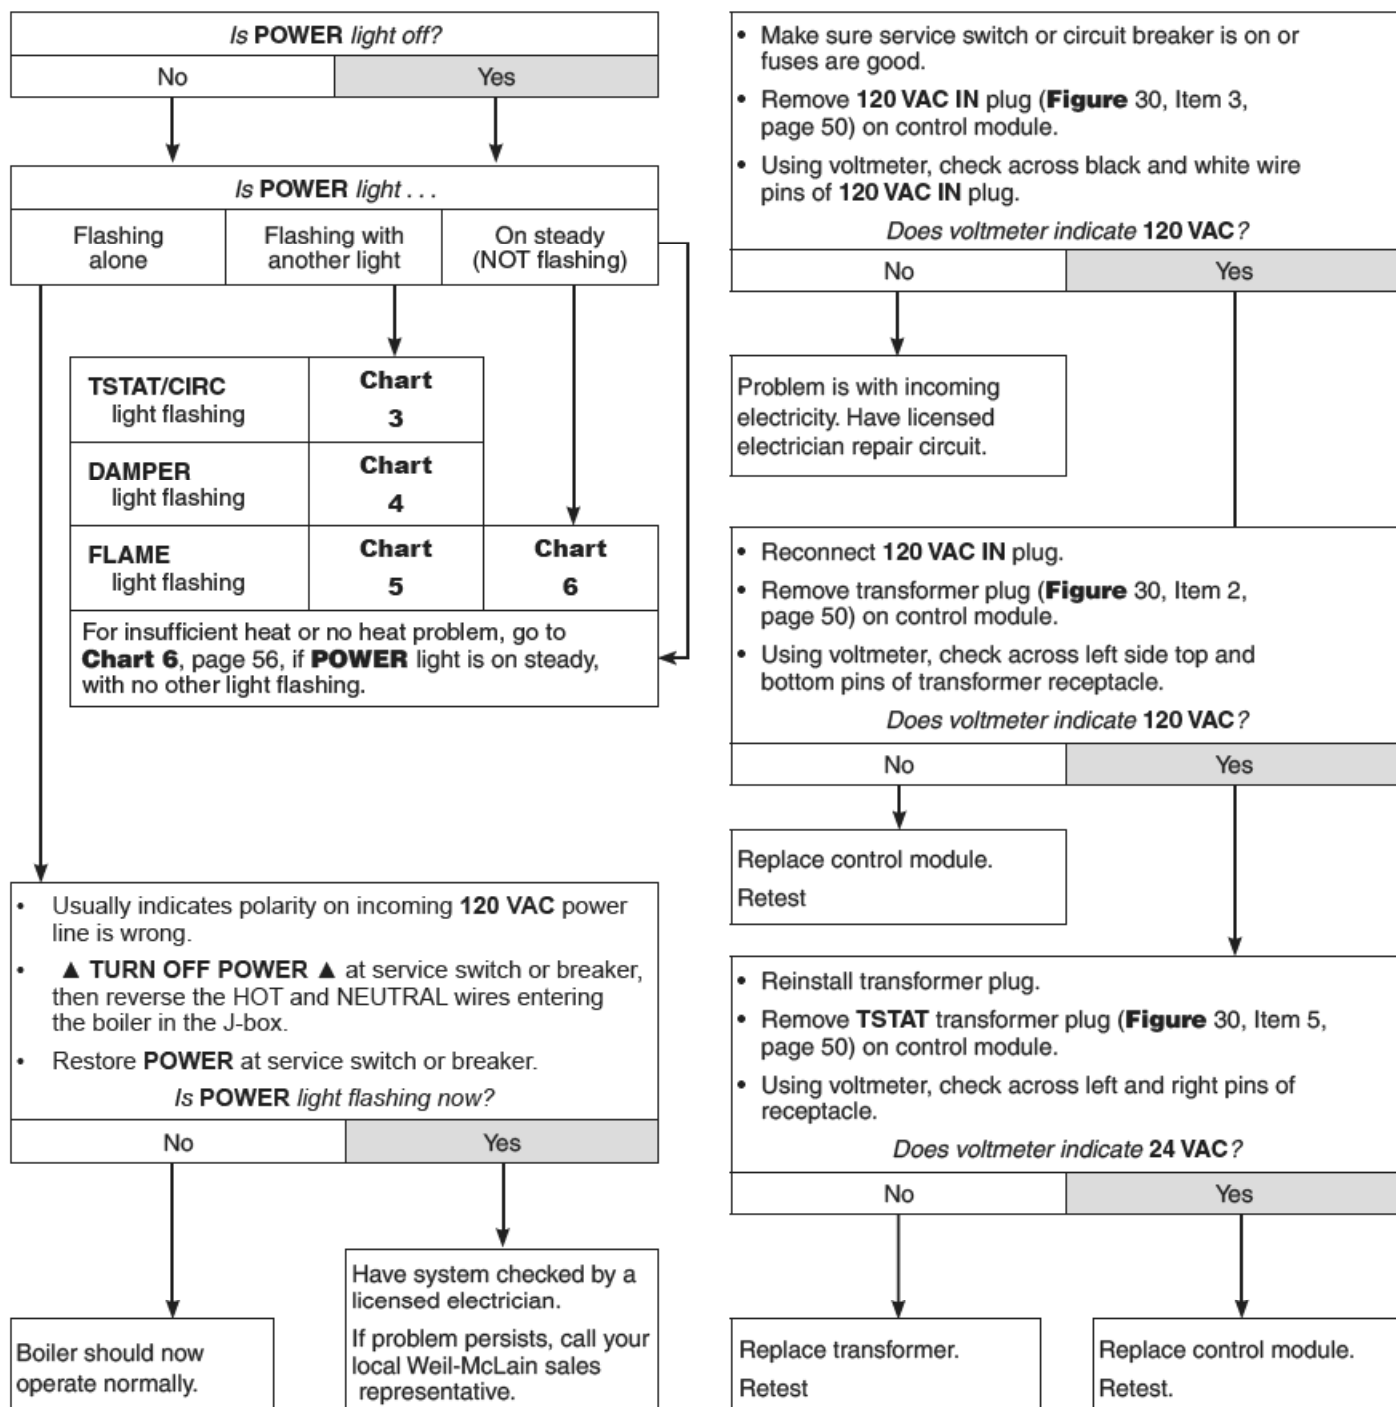 Is POWER light off?
No
Yes
Is POWER light . . .
Flashing
alone
Flashing with
another light
On steady
(NOT flashing)
TSTAT/CIRC
light flashing
Chart
3
DAMPER
light flashing
Chart
4
FLAME
light flashing
Chart
5
Chart
6
For insufficient heat or no heat problem, go to
Chart 6, page 56, if POWER light is on steady,
with no other light flashing.
• Usually indicates polarity on incoming 120 VAC power
line is wrong.
• ▲ TURN OFF POWER ▲ at service switch or breaker,
then reverse the HOT and NEUTRAL wires entering
the boiler in the J-box.
• Restore POWER at service switch or breaker.
Is POWER light flashing now?
No
Yes
Boiler should now
operate normally.
Have system checked by a
licensed electrician.
If problem persists, call your
local Weil-McLain sales
representative.
• Make sure service switch or circuit breaker is on or
fuses are good.
• Remove 120 VAC IN plug (Figure 30, Item 3,
page 50) on control module.
• Using voltmeter, check across black and white wire
pins of 120 VAC IN plug.
Does voltmeter indicate 120 VAC?
No
Yes
Problem is with incoming
electricity. Have licensed
electrician repair circuit.
• Reconnect 120 VAC IN plug.
• Remove transformer plug (Figure 30, Item 2,
page 50) on control module.
• Using voltmeter, check across left side top and
bottom pins of transformer receptacle.
Does voltmeter indicate 120 VAC?
No
Yes
Replace control module.
Retest
• Reinstall transformer plug.
• Remove TSTAT transformer plug (Figure 30, Item 5,
page 50) on control module.
• Using voltmeter, check across left and right pins of
receptacle.
Does voltmeter indicate 24 VAC?
No
Yes
Replace transformer.
Retest
Replace control module.
Retest.